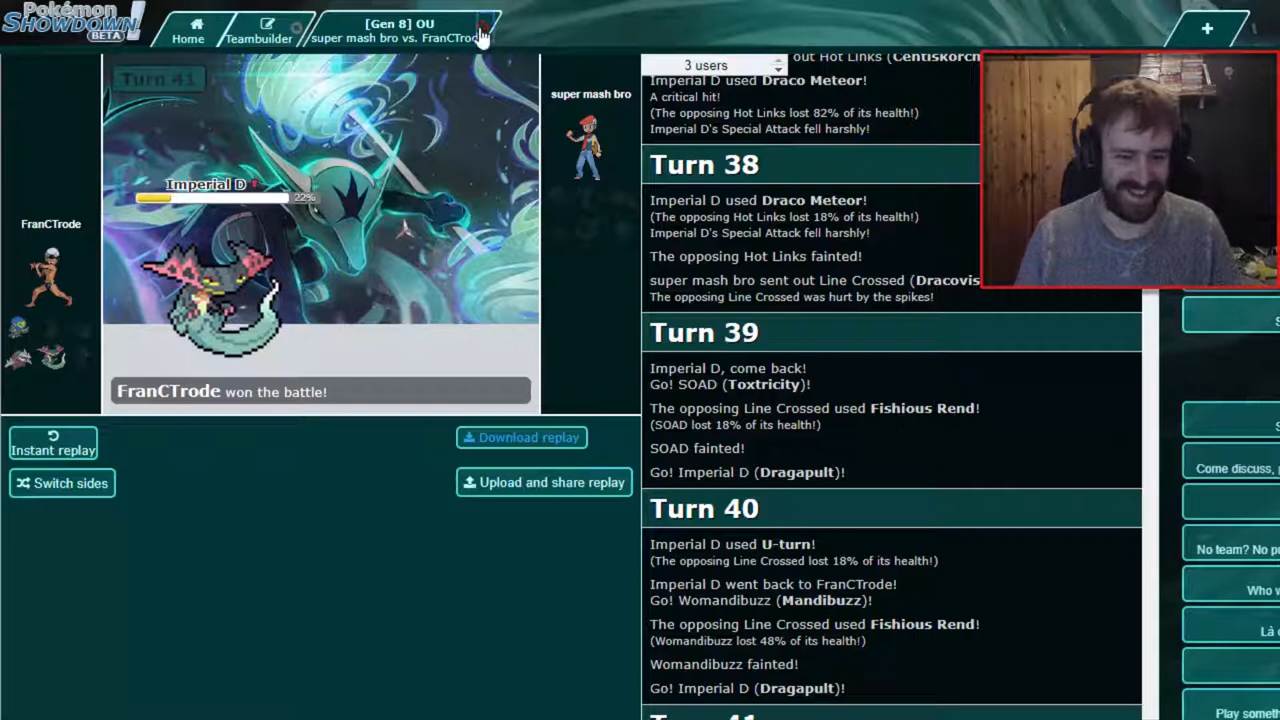 Pokémon
SHOWDOWN!
BETA
Home
Teambuilder
[Gen 8] OU
super mash bro vs. FranCTrod
+
Turn 41
3 users
super mash bro
FranCTrode
Imperial D
22%
FranCTrode won the battle!
Instant replay
Switch sides
Download replay
Upload and share replay
out Hot Links (Centiskorch
Imperial D used Draco Meteor!
A critical hit!
(The opposing Hot Links lost 82% of its health!)
Imperial D's Special Attack fell harshly!
Turn 38
Imperial D used Draco Meteor!
(The opposing Hot Links lost 18% of its health!)
Imperial D's Special Attack fell harshly!
The opposing Hot Links fainted!
super mash bro sent out Line Crossed (Dracovis
The opposing Line Crossed was hurt by the spikes!
Turn 39
Imperial D, come back!
Go! SOAD (Toxtricity)!
The opposing Line Crossed used Fishious Rend!
(SOAD lost 18% of its health!)
SOAD fainted!
Go! Imperial D (Dragapult)!
Turn 40
Imperial D used U-turn!
(The opposing Line Crossed lost 18% of its health!)
Imperial D went back to FranCTrode!
Go! Womandibuzz (Mandibuzz)!
The opposing Line Crossed used Fishious Rend!
(Womandibuzz lost 48% of its health!)
Womandibuzz fainted!
Go! Imperial D (Dragapult)!
Turn 41
S
S
Come discuss,
No team? No p
Who w
Là
Play someth